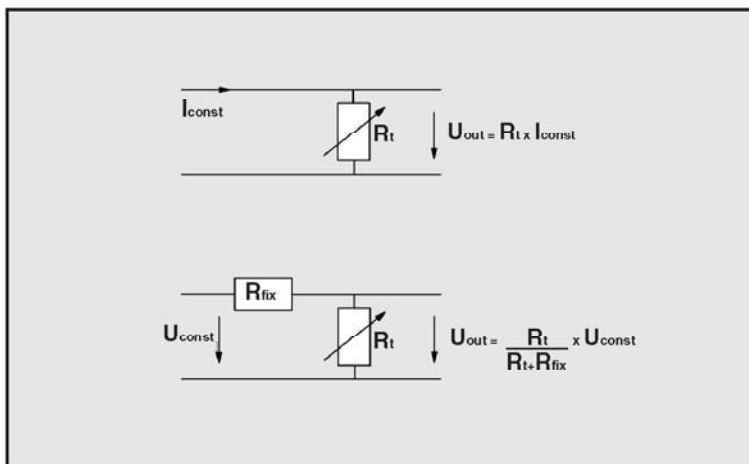 Iconst
Rt
Uout = Rt x Iconst
Rfix
Uconst
Rt
Uout = Rt / Rt+Rfix x Uconst